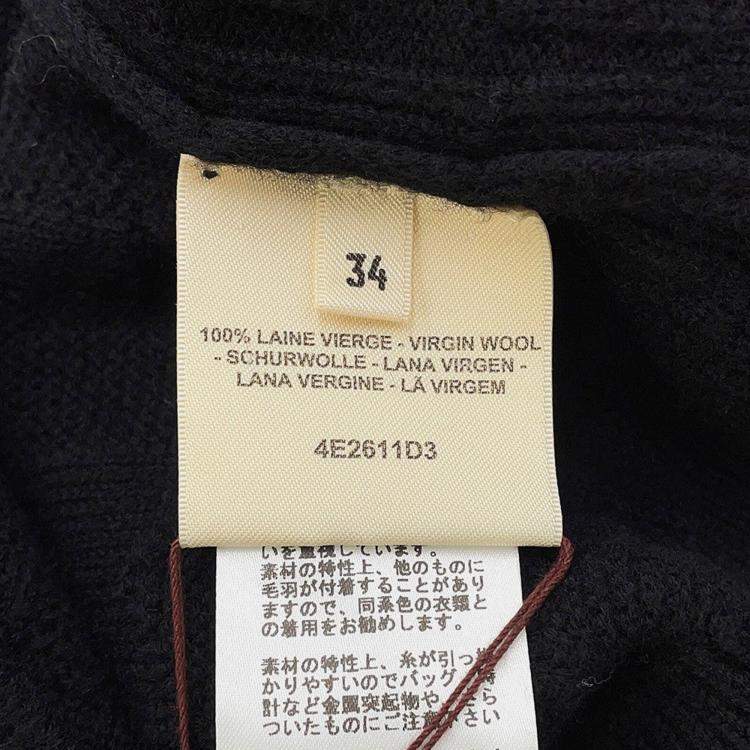 34
100% LAINE VIERGE - VIRGIN WOOL
- SCHURWOLLE - LANA VIRGEN -
LANA VERGINE - LÄ VIRGEM
4E2611D3
いを重視しています。
素材の特性上、他のものに
毛羽が付着することがあり
ますので、同系色の衣類と
の着用をお勧めします。
素材の特性上、糸が引っ
かりやすいのでバッグ
計など金属突起物や
ついたものにご注意下さい